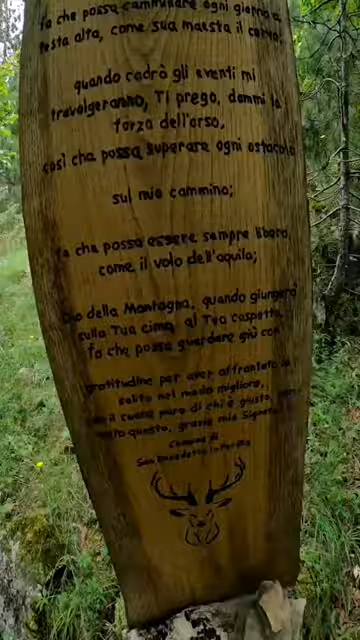 fa che possa camminare ogni giorno a
testa alta, come sua maestà il cervo;
quando cadrò gli eventi mi
travolgeranno, Ti prego, dammi la
forza dell'orso,
così che possa superare ogni ostacolo
sul mio cammino;
fa che possa essere sempre libero,
come il volo dell'aquila;
Dio della Montagna, quando giungerò
sulla Tua cima, al Tuo cospetto,
fa che possa guardare giù con
gratitudine per aver affrontato la
salita nel modo migliore,
il cuore puro di chi è giusto,
questo, grazie mio Signore
Comune di
San Benedetto in Perillis